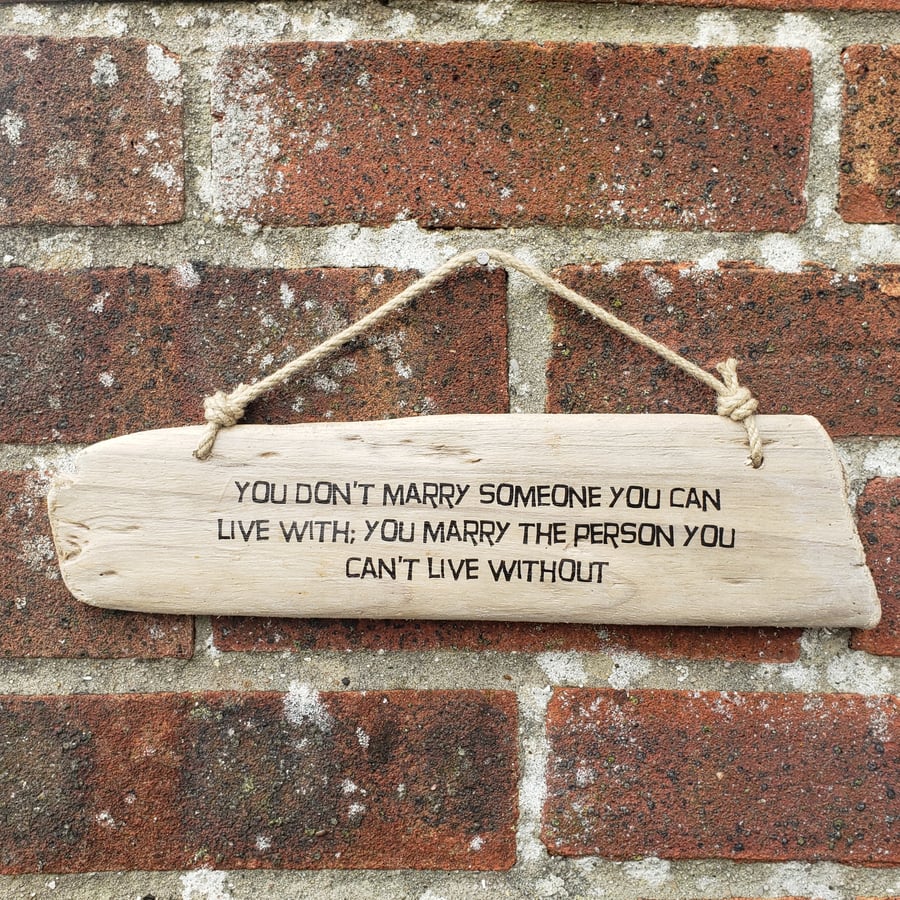 YOU DON'T MARRY SOMEONE YOU CAN
LIVE WITH; YOU MARRY THE PERSON YOU
CAN'T LIVE WITHOUT